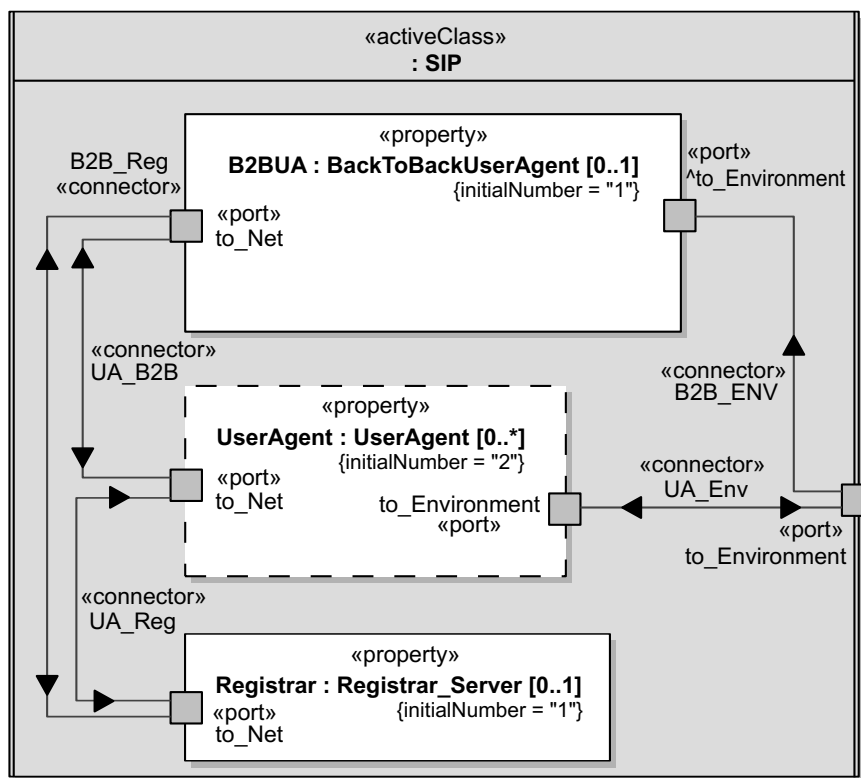 «activeClass»
: SIP
«property»
B2BUA : BackToBackUserAgent [0..1]
{initialNumber = "1"}
B2B_Reg
«connector»
«port»
to_Net
«port»
^to_Environment
«connector»
UA_B2B
«connector»
B2B_ENV
«property»
UserAgent : UserAgent [0..*]
{initialNumber = "2"}
«port»
to_Net
to_Environment
«port»
«connector»
UA_Env
«port»
to_Environment
«connector»
UA_Reg
«property»
Registrar : Registrar_Server [0..1]
{initialNumber = "1"}
«port»
to_Net